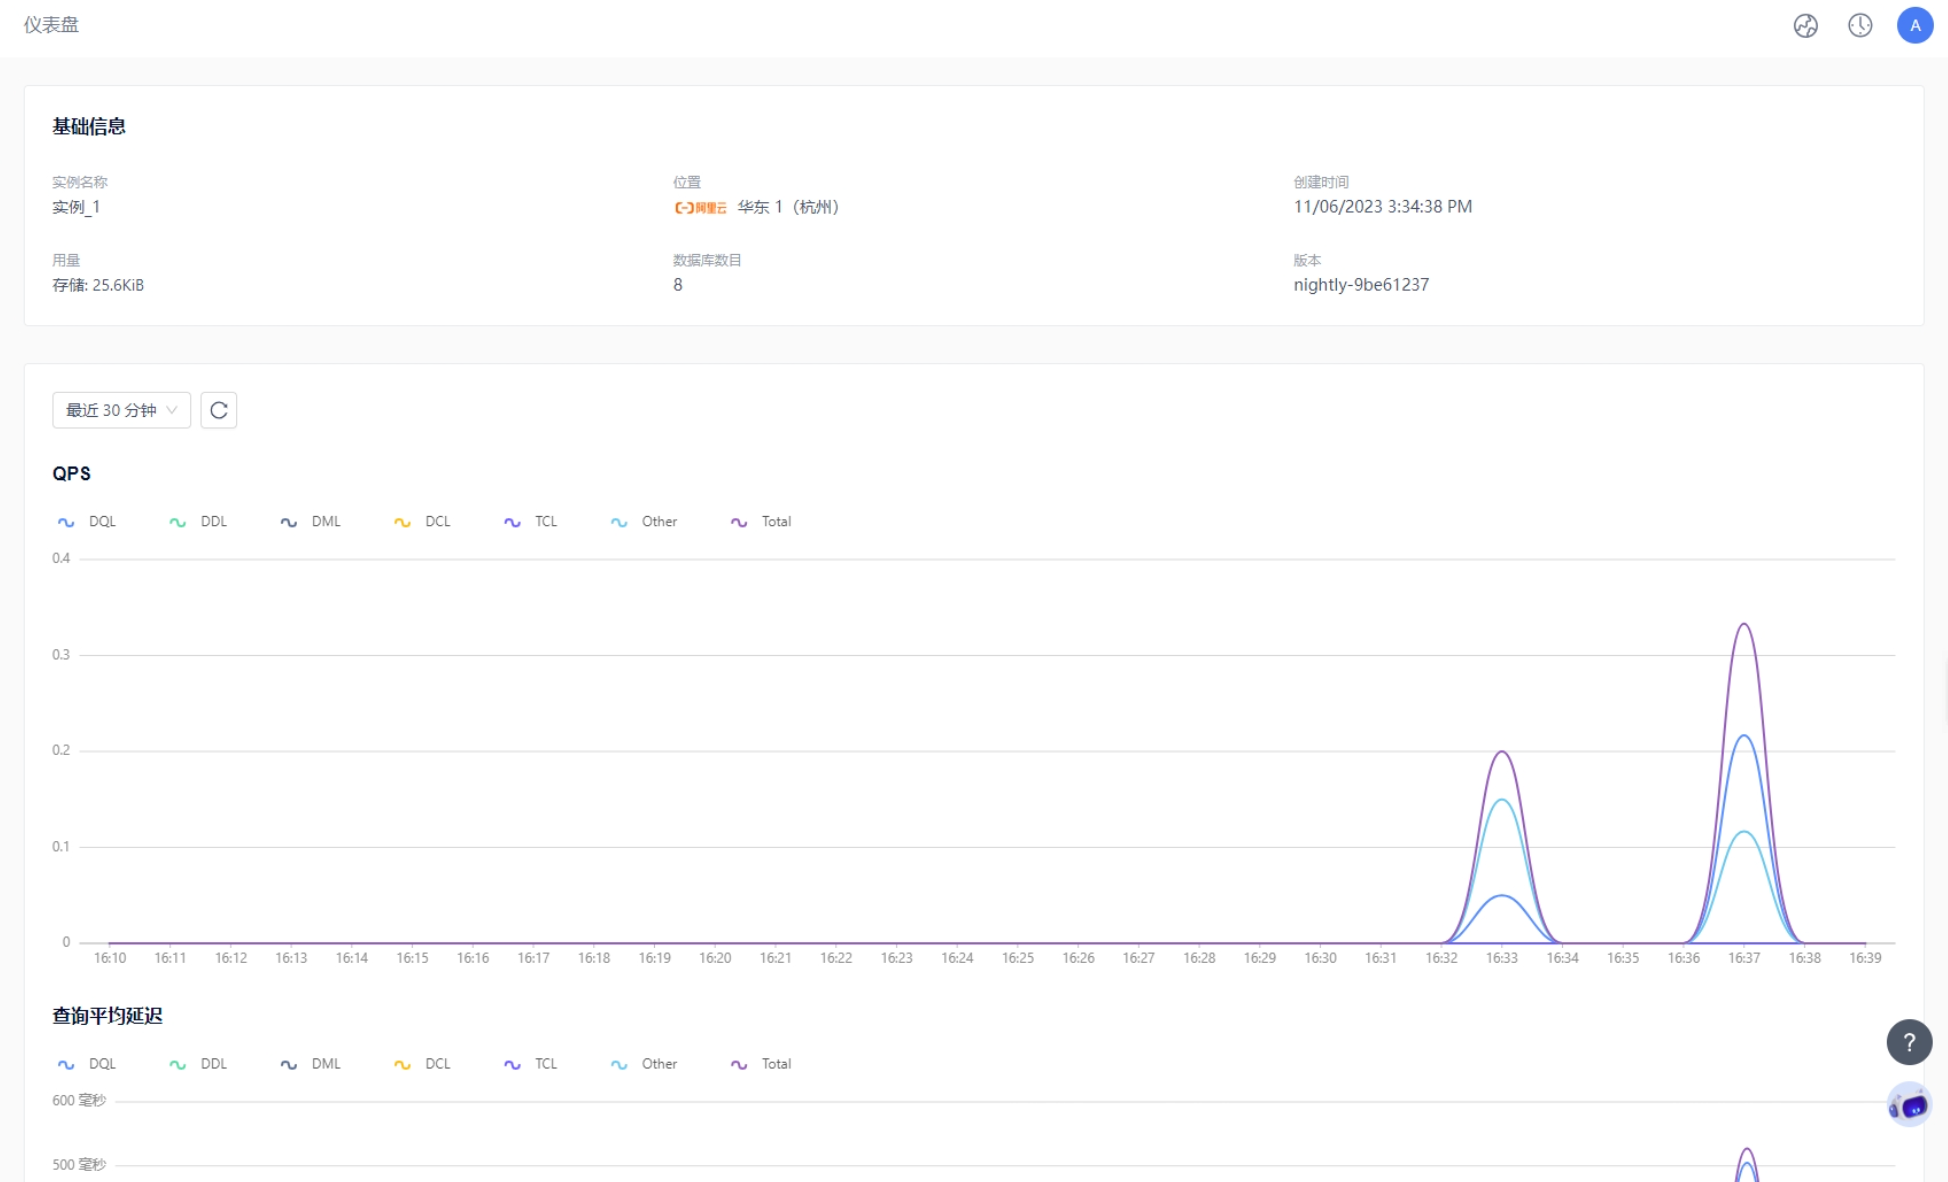 仪表盘
A
基础信息
实例名称
位置
创建时间
实例_1
阿里云 华东 1（杭州）
11/06/2023 3:34:38 PM
用量
数据库数目
版本
存储: 25.6KiB
8
nightly-9be61237
最近 30 分钟
QPS
DQL DDL DML DCL TCL Other Total
0.4
0.3
0.2
0.1
0
16:10 16:11 16:12 16:13 16:14 16:15 16:16 16:17 16:18 16:19 16:20 16:21 16:22 16:23 16:24 16:25 16:26 16:27 16:28 16:29 16:30 16:31 16:32 16:33 16:34 16:35 16:36 16:37 16:38 16:39
查询平均延迟
?
DQL DDL DML DCL TCL Other Total
600 毫秒
500 毫秒